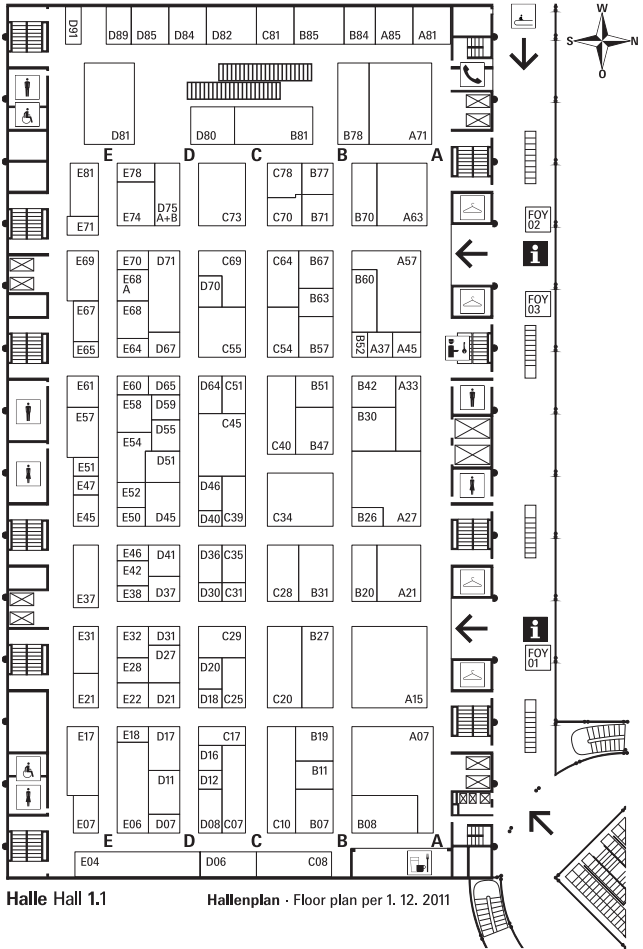 W
S N
O
D91 D89 D85 D84 D82 C81 B85 B84 A85 A81
D81 D80 B81 B78 A71
E D C B A
E81 E78 C78 B77
E74 D75 A+B C73 C70 B71 B70 A63
E71
FOY 02
E69 E70 D71 C69 C64 B67 A57
E68 A D70 B60
i
B63
E67 E68
FOY 03
E65 E64 D67 C55 C54 B57 B52 A37 A45
E61 E60 D65 D64 C51 B51 B42 A33
E58 D59
E57 C45 B30
D55
E54
C40 B47
E51 D51
E47 E52 D46
E45 E50 D45 D40 C39 C34 B26 A27
E46 D41 D36 C35
E42
E37 E38 D37 D30 C31 C28 B31 B20 A21
E31 E32 D31 C29 B27
i
D27
FOY 01
E28 D20
E21 E22 D21 D18 C25 C20 A15
E17 E18 D17 C17 B19 A07
D16
D11 D12 B11
E07 E06 D07 D08 C07 C10 B07 B08
E D C B A
E04 D06 C08
Halle Hall 1.1 Hallenplan · Floor plan per 1. 12. 2011